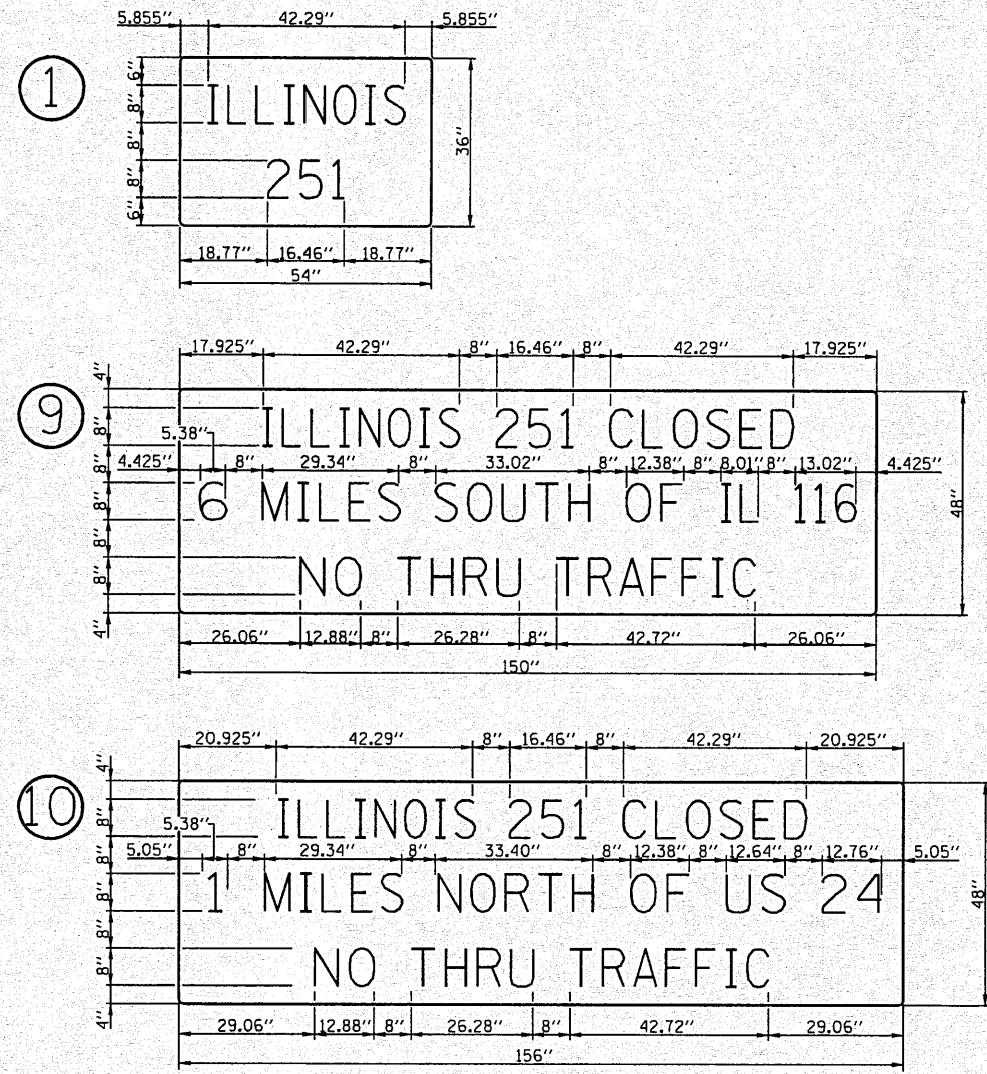 5.855" 42.29" 5.855"
1
6" 8" 8" 8" 6"
ILLINOIS
251
36"
18.77" 16.46" 18.77"
54"
17.925" 42.29" 8" 16.46" 8" 42.29" 17.925"
9
4" 8" 8" 8" 8" 8" 4"
ILLINOIS 251 CLOSED
5.38"
4.425" 8" 29.34" 8" 33.02" 8" 12.38" 8" 8.01" 8" 13.02" 4.425"
6 MILES SOUTH OF IL 116
48"
NO THRU TRAFFIC
26.06" 12.88" 8" 26.28" 8" 42.72" 26.06"
150"
20.925" 42.29" 8" 16.46" 8" 42.29" 20.925"
10
4" 8" 8" 8" 8" 8" 4"
ILLINOIS 251 CLOSED
5.38"
5.05" 8" 29.34" 8" 33.40" 8" 12.38" 8" 12.64" 8" 12.76" 5.05"
1 MILES NORTH OF US 24
48"
NO THRU TRAFFIC
29.06" 12.88" 8" 26.28" 8" 42.72" 29.06"
156"